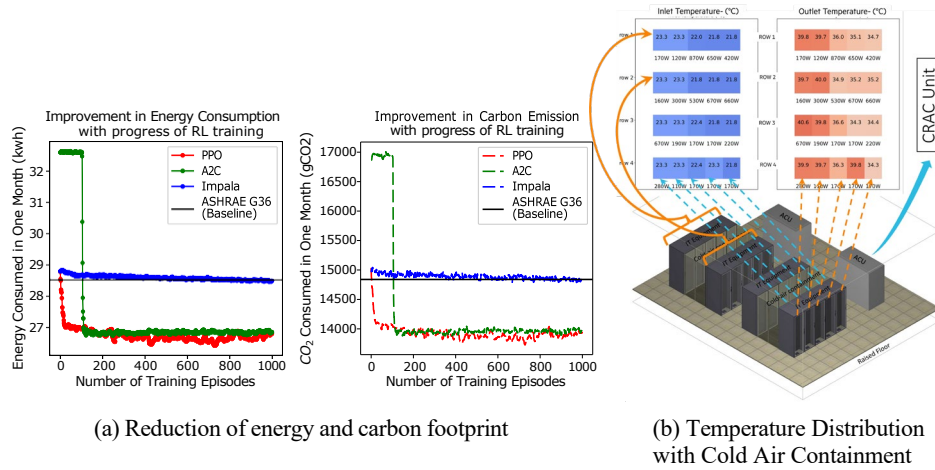 Improvement in Energy Consumption
with progress of RL training
Energy Consumed in One Month (kwh)
32
31
30
29
28
27
0 200 400 600 800 1000
Number of Training Episodes
PPO
A2C
Impala
ASHRAE G36
(Baseline)
Improvement in Carbon Emission
with progress of RL training
CO2 Consumed in One Month (gCO2)
17000
16500
16000
15500
15000
14500
14000
0 200 400 600 800 1000
Number of Training Episodes
PPO
A2C
Impala
ASHRAE G36
(Baseline)
(a) Reduction of energy and carbon footprint
Inlet Temperature- (°C)
Outlet Temperature- (°C)
23.3 23.3 22.0 21.8 21.8
ROW 1
39.8 39.7 36.0 35.1 34.7
170W 120W 870W 650W 420W
170W 120W 870W 650W 420W
row 2
23.3 23.3 21.8 21.8 21.8
ROW 2
39.7 40.0 34.9 35.2 35.2
160W 300W 530W 670W 660W
160W 300W 530W 670W 660W
row 3
23.3 23.3 22.4 21.8 21.8
ROW 3
40.6 39.8 36.6 34.3 34.4
670W 190W 170W 170W 220W
670W 190W 170W 170W 220W
row 4
23.3 23.3 22.4 23.3 21.8
ROW 4
39.9 39.7 36.3 39.8 34.3
110W 170W
170W
CRAC Unit
ACU
ACU
IT Equipment
Raised Floor
(b) Temperature Distribution
with Cold Air Containment